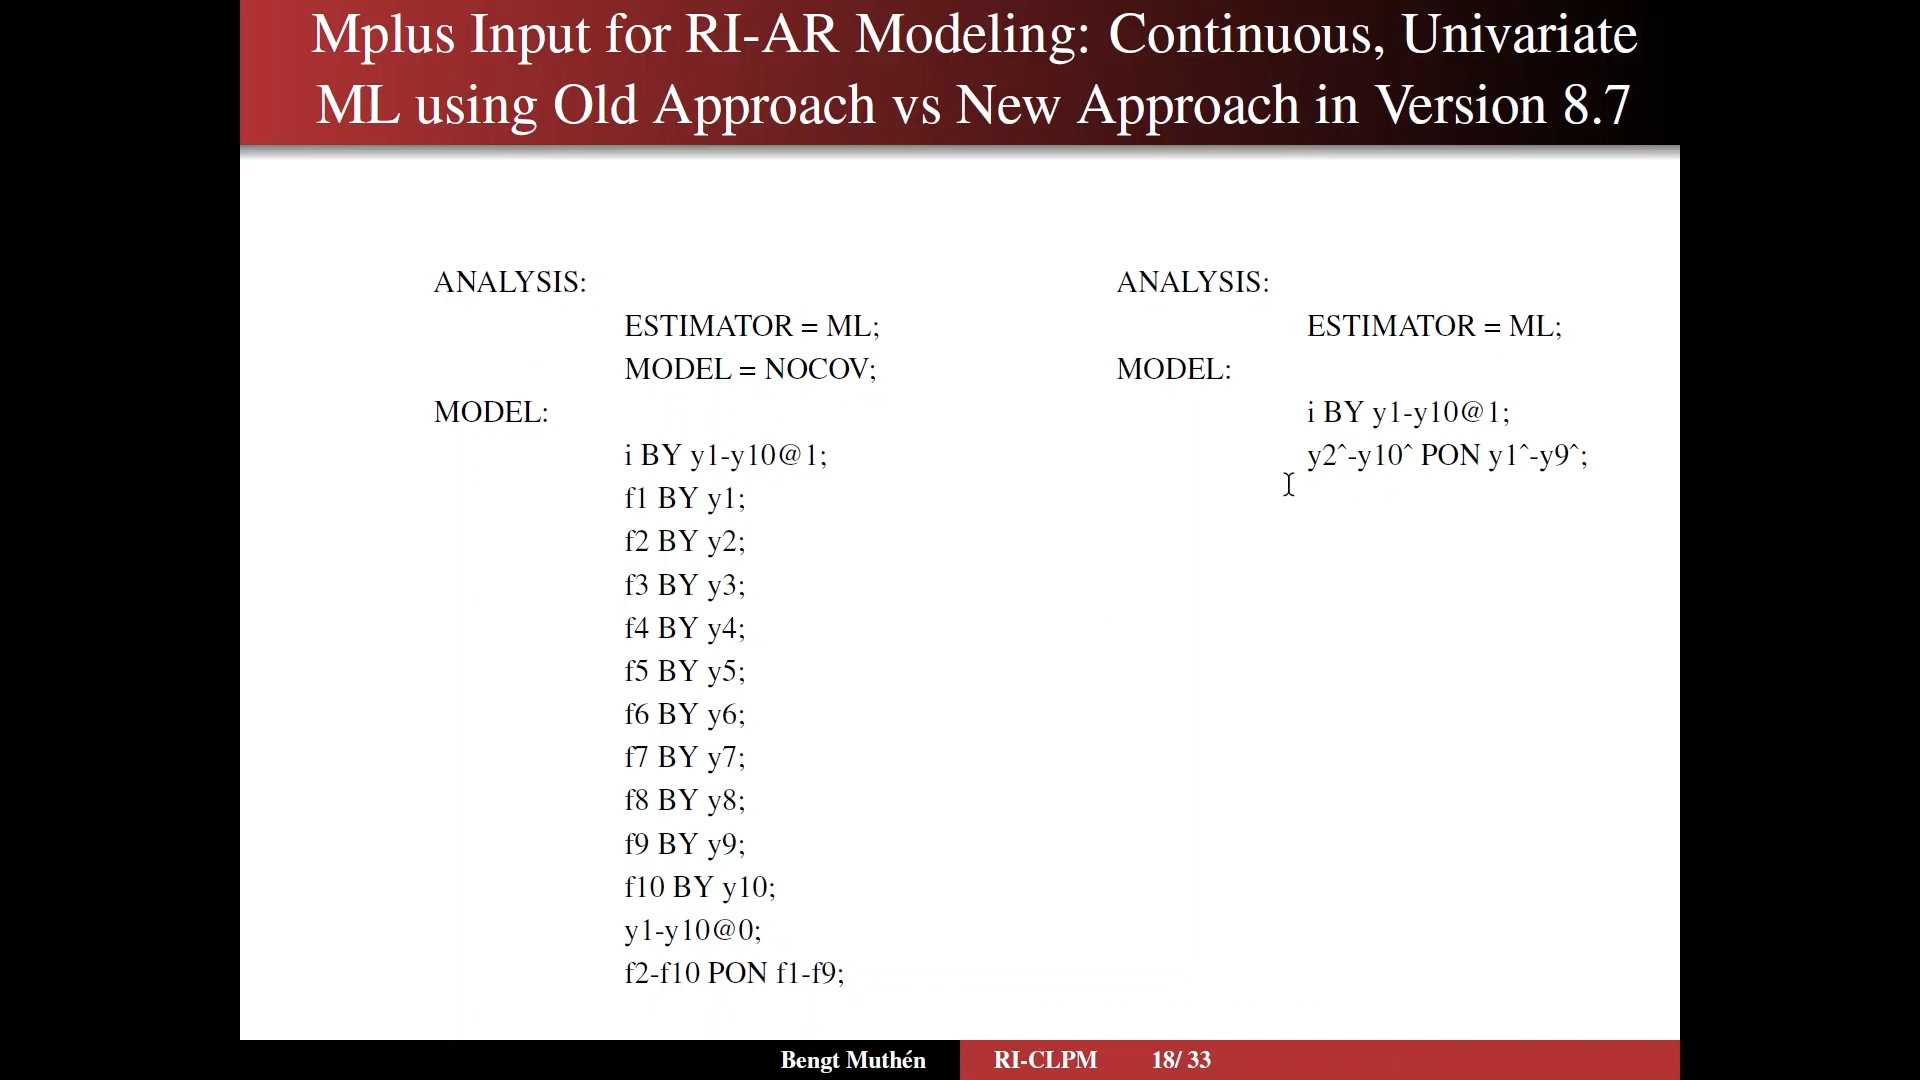 Mplus Input for RI-AR Modeling: Continuous, Univariate
ML using Old Approach vs New Approach in Version 8.7
ANALYSIS:
ESTIMATOR = ML;
MODEL = NOCOV;
MODEL:
i BY y1-y10@1;
f1 BY y1;
f2 BY y2;
f3 BY y3;
f4 BY y4;
f5 BY y5;
f6 BY y6;
f7 BY y7;
f8 BY y8;
f9 BY y9;
f10 BY y10;
y1-y10@0;
f2-f10 PON f1-f9;
ANALYSIS:
ESTIMATOR = ML;
MODEL:
i BY y1-y10@1;
y2^-y10^ PON y1^-y9^;
Bengt Muthén
RI-CLPM
18/ 33